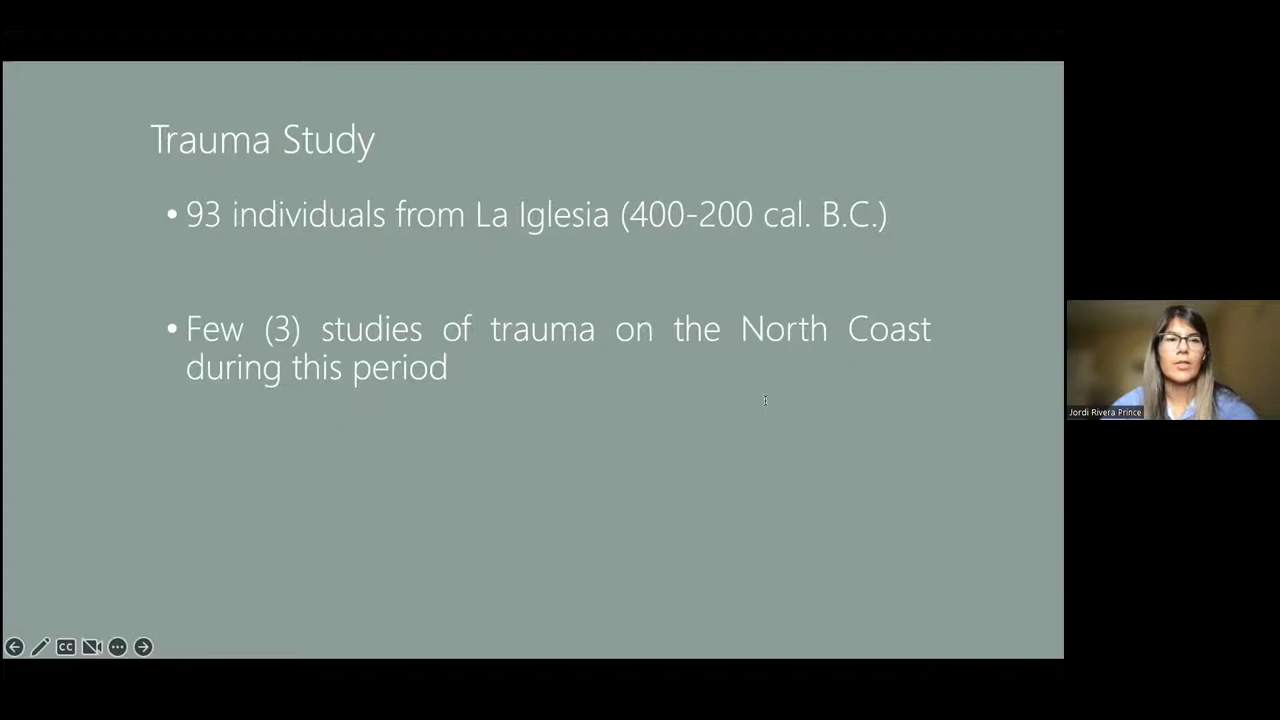 Trauma Study
• 93 individuals from La Iglesia (400-200 cal. B.C.)
• Few (3) studies of trauma on the North Coast
during this period
Jordi Rivera Prince
CC